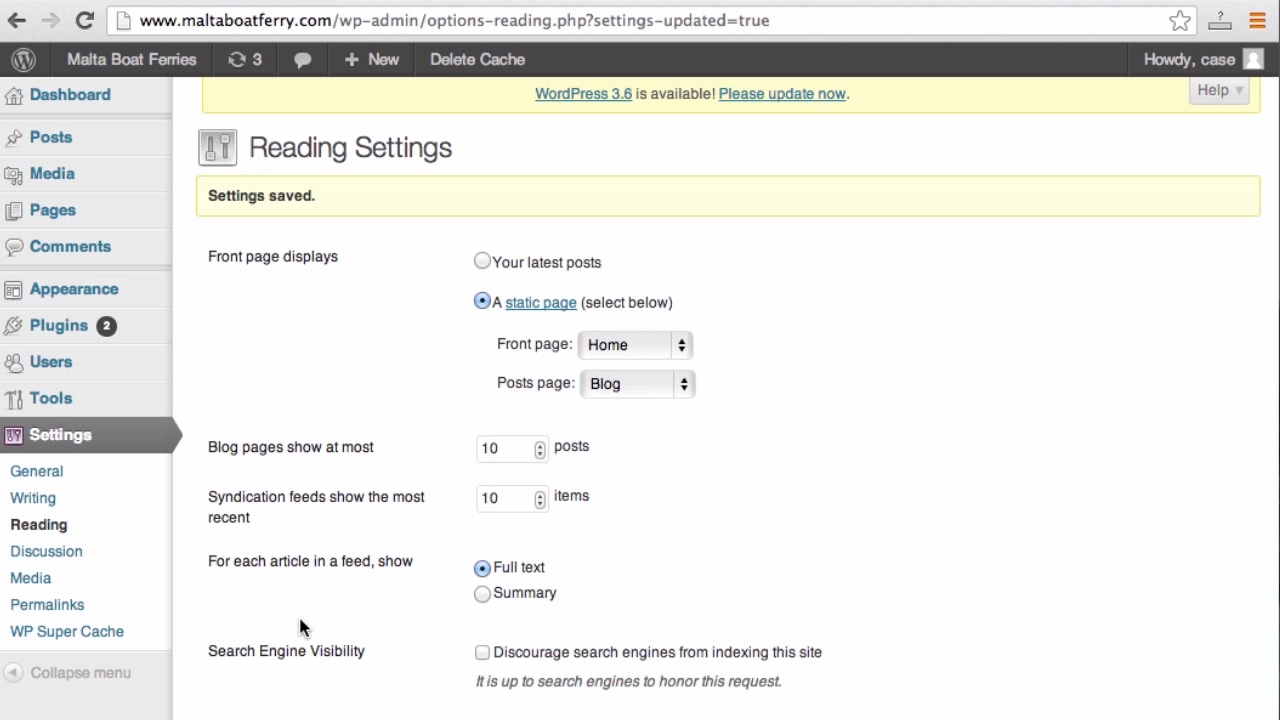 www.maltaboatferry.com/wp-admin/options-reading.php?settings-updated=true
Malta Boat Ferries 3 New Delete Cache Howdy, case
WordPress 3.6 is available! Please update now.
Help
Dashboard
Posts
Media
Pages
Comments
Appearance
Plugins 2
Users
Tools
Settings
General
Writing
Reading
Discussion
Media
Permalinks
WP Super Cache
Collapse menu
Reading Settings
Settings saved.
Front page displays
Your latest posts
A static page (select below)
Front page: Home
Posts page: Blog
Blog pages show at most 10 posts
Syndication feeds show the most
recent
10 items
For each article in a feed, show
Full text
Summary
Search Engine Visibility
Discourage search engines from indexing this site
It is up to search engines to honor this request.